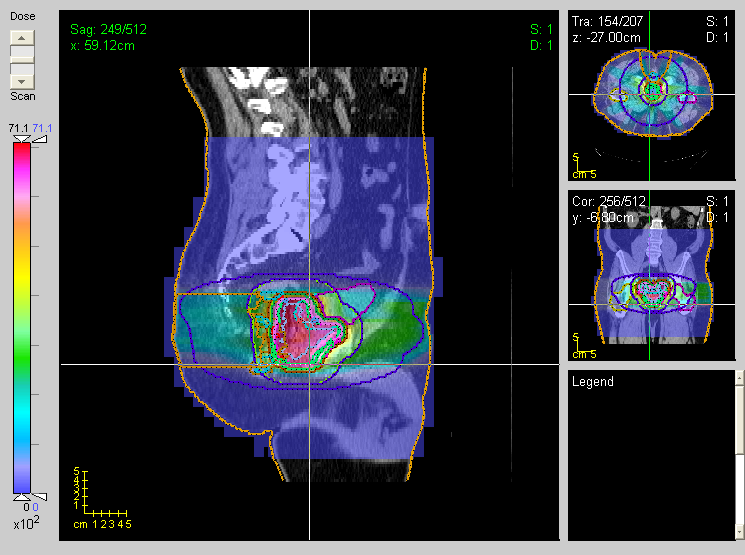 Dose
Scan
71.1 71.1
0 0
x10²
Sag: 249/512
x: 59.12cm
S: 1
D: 1
5
4
3
2
1
cm 1 2 3 4 5
Tra: 154/207
z: -27.00cm
S: 1
D: 1
5
cm 5
Cor: 256/512
y: -6.80cm
S: 1
D: 1
5
cm 5
Legend